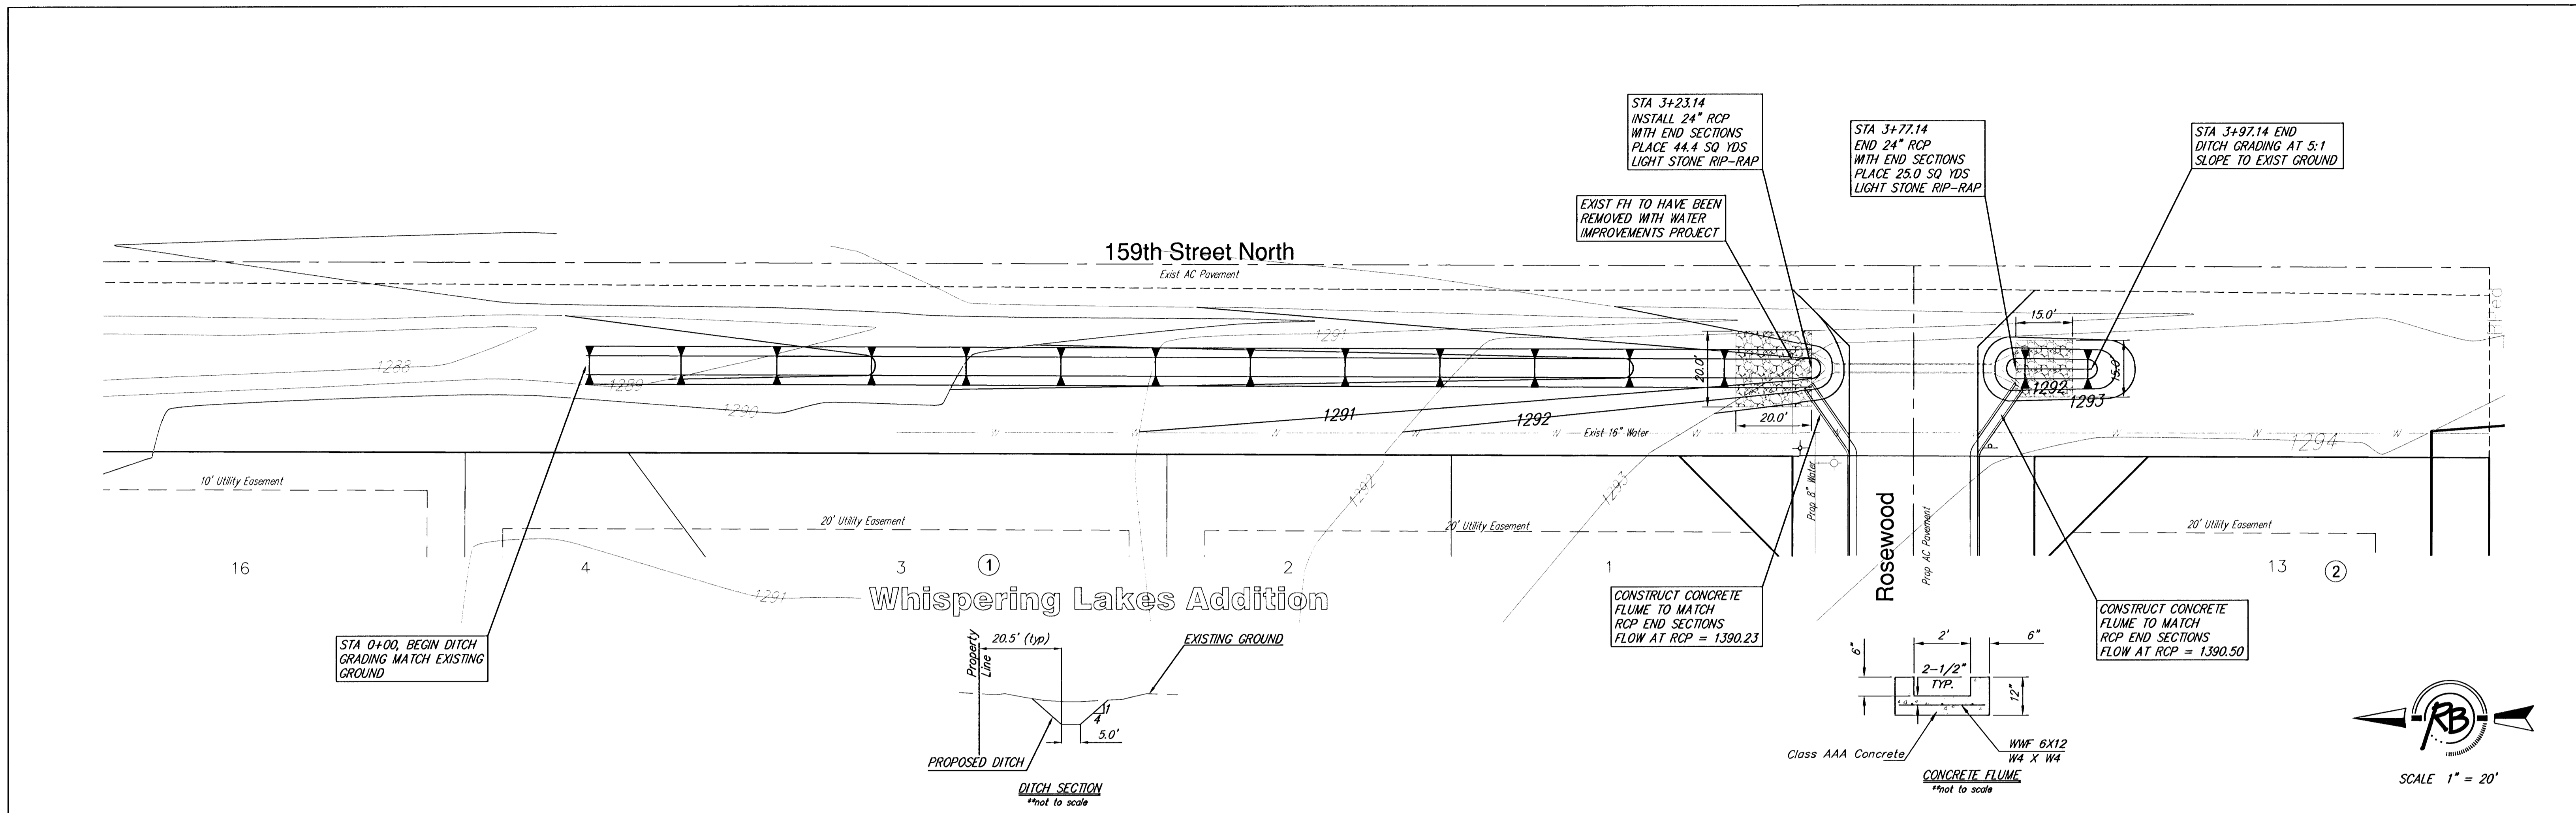 STA 3+23.14
INSTALL 24" RCP
WITH END SECTIONS
PLACE 44.4 SQ YDS
LIGHT STONE RIP-RAP
STA 3+77.14
END 24" RCP
WITH END SECTIONS
PLACE 25.0 SQ YDS
LIGHT STONE RIP-RAP
STA 3+97.14 END
DITCH GRADING AT 5:1
SLOPE TO EXIST GROUND
EXIST FH TO HAVE BEEN
REMOVED WITH WATER
IMPROVEMENTS PROJECT
159th Street North
Exist AC Pavement
1288
1289
1290
1291
1291
1292
20.0'
20.0'
15.0'
15.0'
1292
1293
1294
W
W
W
W
W
Exist 16" Water
W
W
W
W
W
W
10' Utility Easement
20' Utility Easement
20' Utility Easement
20' Utility Easement
1292
1293
Prop 8" Water
Rosewood
Prop AC Pavement
16
4
3
1
2
1
13
2
1291
Whispering Lakes Addition
STA 0+00, BEGIN DITCH
GRADING MATCH EXISTING
GROUND
CONSTRUCT CONCRETE
FLUME TO MATCH
RCP END SECTIONS
FLOW AT RCP = 1390.23
CONSTRUCT CONCRETE
FLUME TO MATCH
RCP END SECTIONS
FLOW AT RCP = 1390.50
Property
Line
20.5' (typ)
EXISTING GROUND
1
4
5.0'
PROPOSED DITCH
DITCH SECTION
**not to scale
2'
6"
6"
2-1/2"
TYP.
12"
Class AAA Concrete
WWF 6X12
W4 X W4
CONCRETE FLUME
**not to scale
RB
SCALE 1" = 20'